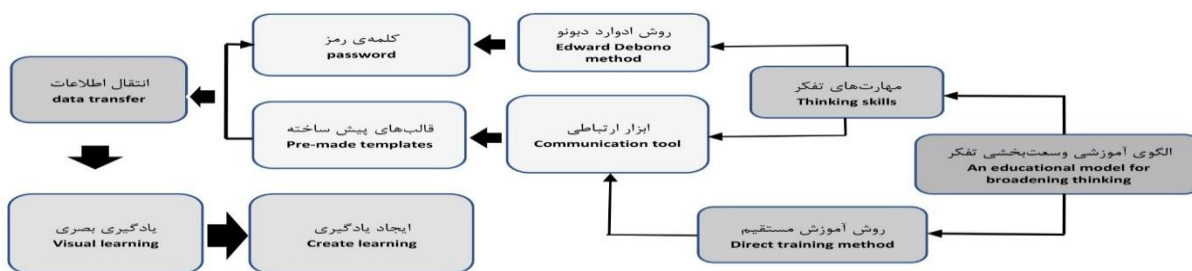 الگوی آموزشی وسعت‌بخشی تفکر
An educational model for
broadening thinking
مهارت‌های تفکر
Thinking skills
روش آموزش مستقیم
Direct training method
روش ادوارد دبونو
Edward Debono
method
ابزار ارتباطی
Communication tool
کلمه‌ی رمز
password
قالب‌های پیش ساخته
Pre-made templates
انتقال اطلاعات
data transfer
یادگیری بصری
Visual learning
ایجاد یادگیری
Create learning